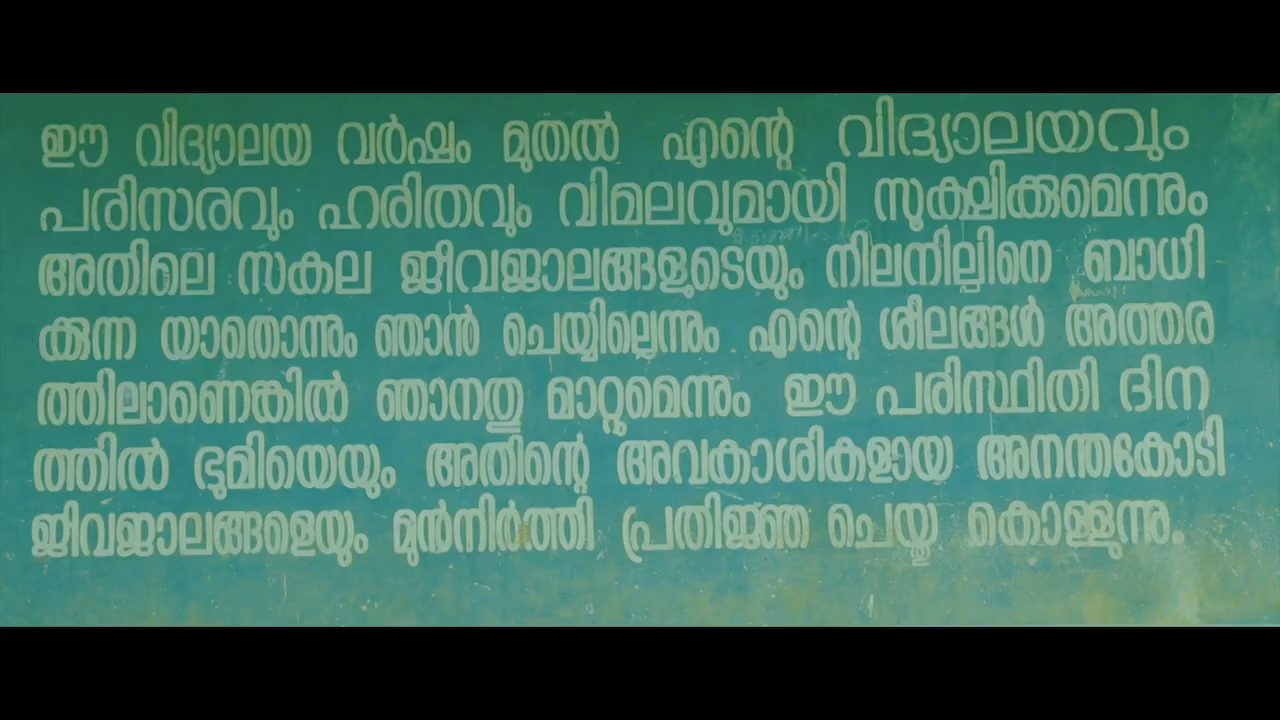 ഈ വിദ്യാലയ വർഷം മുതൽ എന്റെ വിദ്യാലയവും
പരിസരവും ഹരിതവും വിമലവുമായി സൂക്ഷിക്കുമെന്നും
അതിലെ സകല ജീവജാലങ്ങളുടെയും നിലനില്പിനെ ബാധി
ക്കുന്ന യാതൊന്നും ഞാൻ ചെയ്യില്ലെന്നും എന്റെ ശീലങ്ങൾ അത്തര
ത്തിലാണെങ്കിൽ ഞാനതു മാറ്റുമെന്നും ഈ പരിസ്ഥിതി ദിന
ത്തിൽ ഭൂമിയെയും അതിന്റെ അവകാശികളായ അനന്തകോടി
ജീവജാലങ്ങളെയും മുൻനിർത്തി പ്രതിജ്ഞ ചെയ്തു കൊള്ളുന്നു.